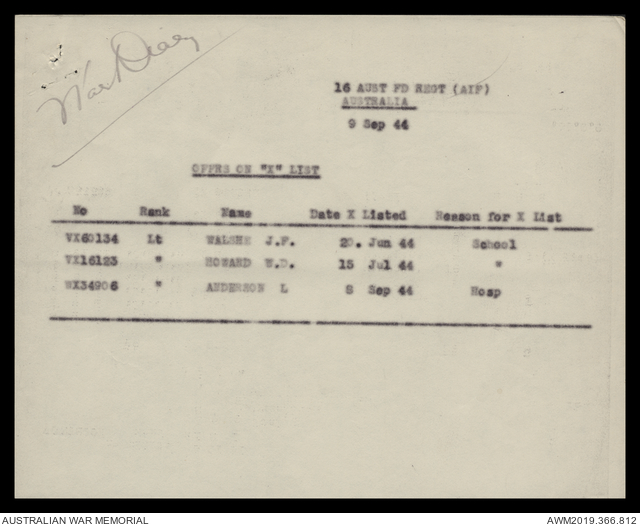 War Diary
16 AUST FD REGT (AIF)
AUSTRALIA
9 Sep 44
OFFRS ON "X" LIST
No Rank Name Date X Listed Reason for X List
VX60134 Lt WALSHE J.F. 20. Jun 44 School
VX16123 " HOWARD W.D. 15 Jul 44 "
WX34906 " ANDERSON L 8 Sep 44 Hosp
AUSTRALIAN WAR MEMORIAL AWM2019.366.812